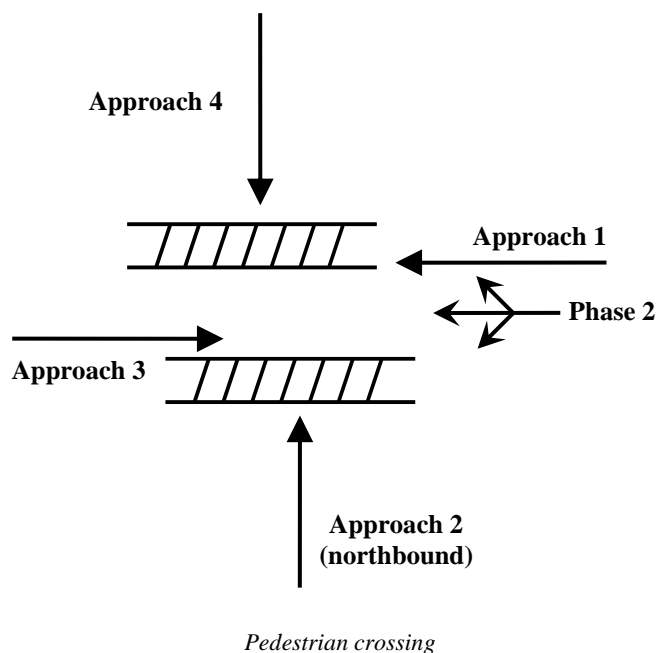 Approach 4
Approach 1
Phase 2
Approach 3
Approach 2
(northbound)
Pedestrian crossing